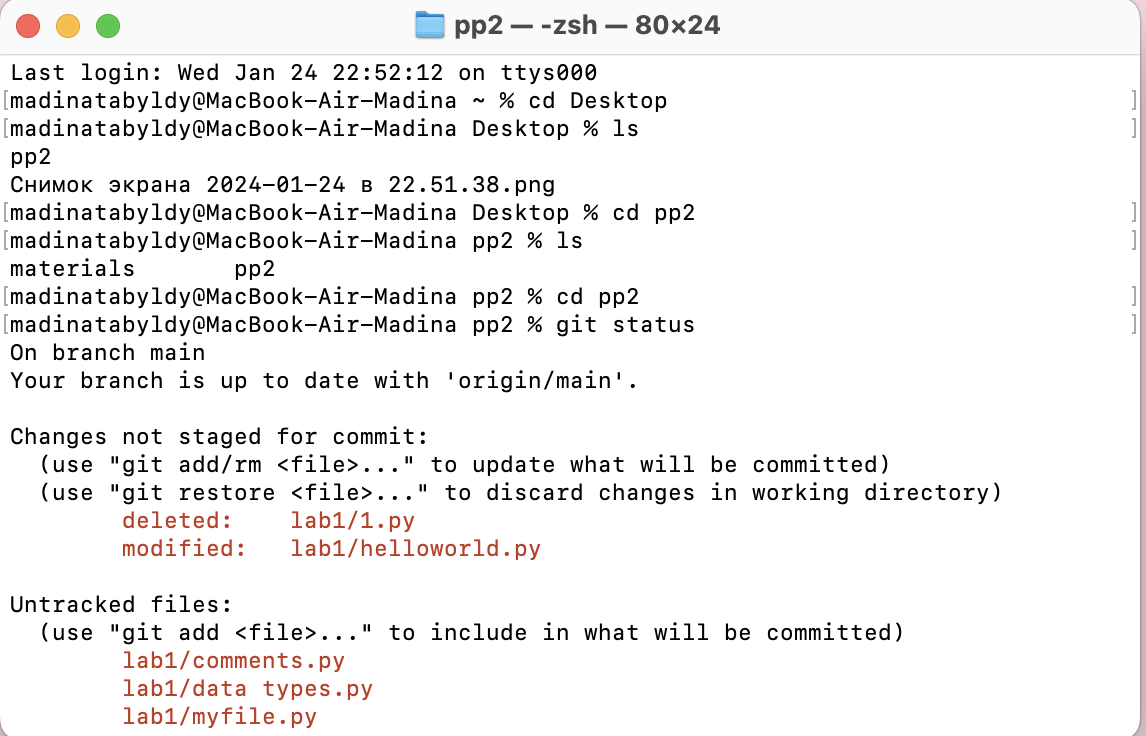 pp2 — -zsh — 80×24
Last login: Wed Jan 24 22:52:12 on ttys000
[madinatabyldy@MacBook-Air-Madina ~ % cd Desktop ]
[madinatabyldy@MacBook-Air-Madina Desktop % ls ]
pp2
Снимок экрана 2024-01-24 в 22.51.38.png
[madinatabyldy@MacBook-Air-Madina Desktop % cd pp2 ]
[madinatabyldy@MacBook-Air-Madina pp2 % ls ]
materials pp2
[madinatabyldy@MacBook-Air-Madina pp2 % cd pp2 ]
[madinatabyldy@MacBook-Air-Madina pp2 % git status ]
On branch main
Your branch is up to date with 'origin/main'.
Changes not staged for commit:
(use "git add/rm <file>..." to update what will be committed)
(use "git restore <file>..." to discard changes in working directory)
deleted: lab1/1.py
modified: lab1/helloworld.py
Untracked files:
(use "git add <file>..." to include in what will be committed)
lab1/comments.py
lab1/data types.py
lab1/myfile.py